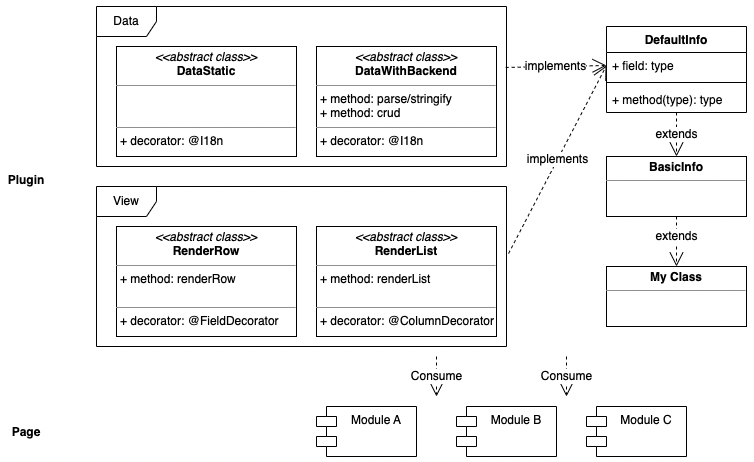 Data
<<abstract class>>
DataStatic
+ decorator: @I18n
<<abstract class>>
DataWithBackend
+ method: parse/stringify
+ method: crud
+ decorator: @I18n
implements
DefaultInfo
+ field: type
+ method(type): type
extends
BasicInfo
extends
My Class
Plugin
implements
View
<<abstract class>>
RenderRow
+ method: renderRow
+ decorator: @FieldDecorator
<<abstract class>>
RenderList
+ method: renderList
+ decorator: @ColumnDecorator
Consume
Consume
Page
Module A
Module B
Module C